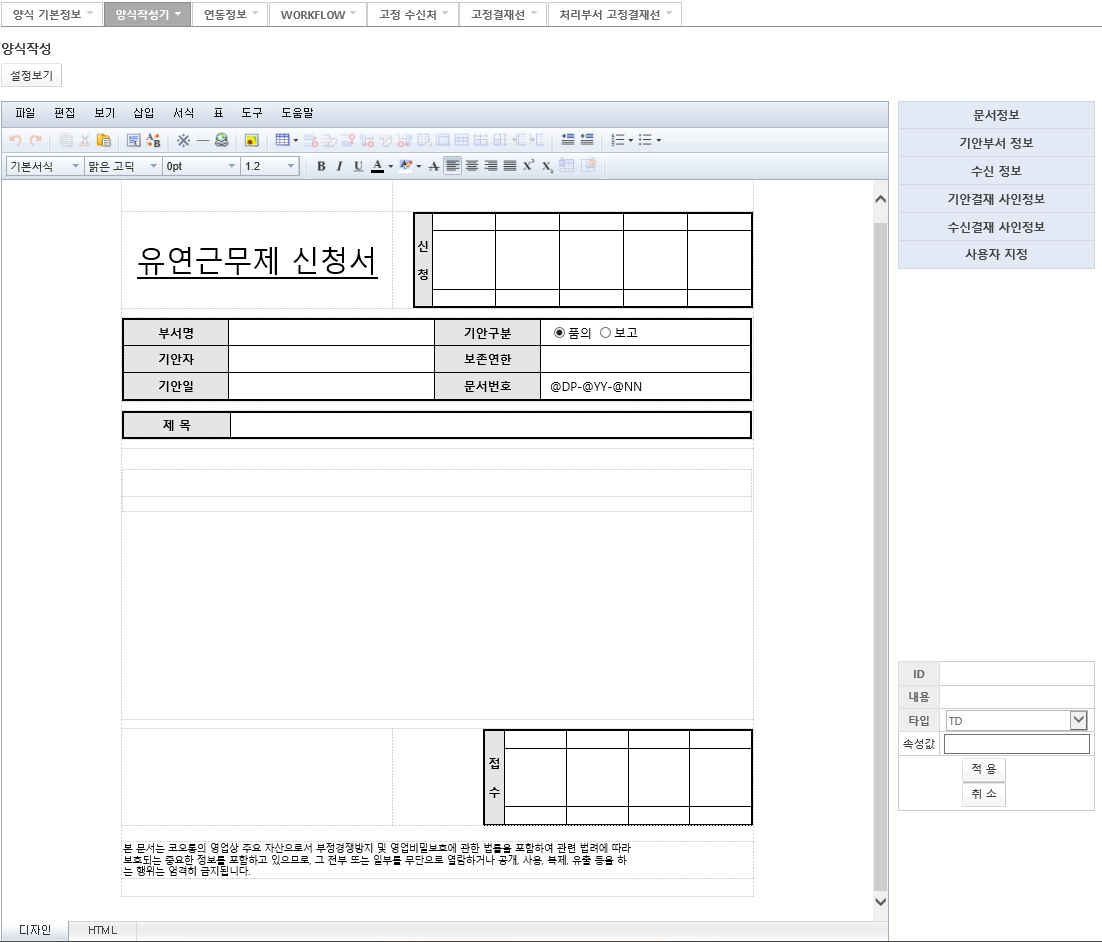 양식 기본정보 양식작성기 연동정보 WORKFLOW 고정 수신처 고정결재선 처리부서 고정결재선
양식작성
설정보기
파일 편집 보기 삽입 서식 표 도구 도움말
기본서식 맑은 고딕 0pt 1.2 B I U A A X² X₂
문서정보
기안부서 정보
수신 정보
기안결재 사인정보
수신결재 사인정보
사용자 지정
유연근무제 신청서
신
청
부서명 기안구분 품의 보고
기안자 보존연한
기안일 문서번호 @DP-@YY-@NN
제 목
ID
내용
타입 TD
속성값
적 용
취 소
접
수
본 문서는 코오롱의 영업상 주요 자산으로서 부정경쟁방지 및 영업비밀보호에 관한 법률을 포함하여 관련 법령에 따라
보호되는 중요한 정보를 포함하고 있으므로, 그 전부 또는 일부를 무단으로 열람하거나 공개, 사용, 복제, 유출 등을 하
는 행위는 엄격히 금지됩니다.
디자인 HTML